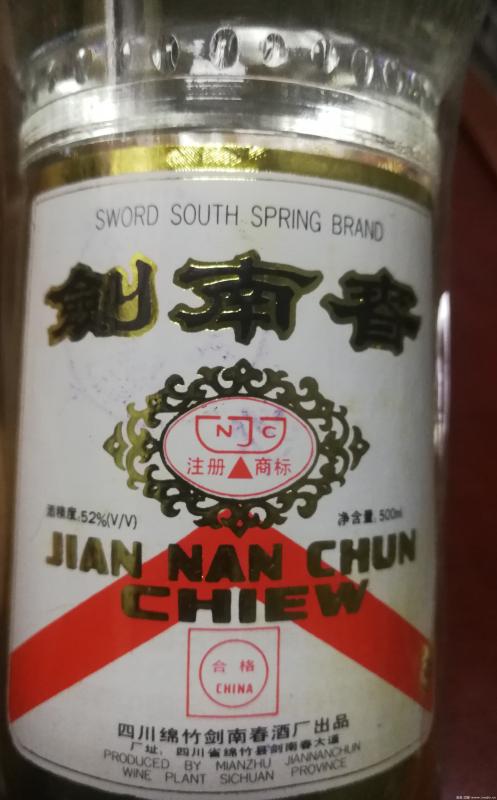 SWORD SOUTH SPRING BRAND
劍南春
NJC
注册商标
酒精度:52%(V/V)
净含量:500ml
JIAN NAN CHUN
CHIEW
合格
CHINA
四川绵竹剑南春酒厂出品
厂址:四川省绵竹县剑南春大道
PRODUCED BY MIANZHU JIANNANCHUN
WINE PLANT SICHUAN PROVINCE